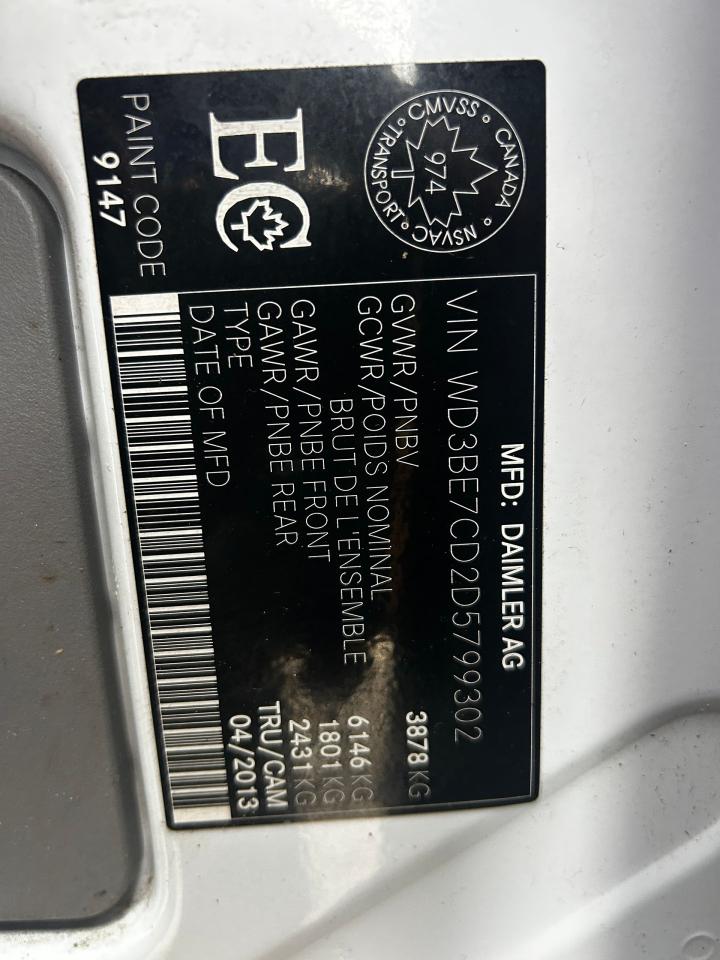 CMVSS
CANADA
974
TRANSPORT
NSVAC
EC
PAINT CODE
9147
MFD: DAIMLER AG
VIN WD3BE7CD2D5799302
GVWR/PNBV 3878 KG
GCWR/POIDS NOMINAL
BRUT DE L'ENSEMBLE 6146 KG
GAWR/PNBE FRONT 1801 KG
GAWR/PNBE REAR 2431 KG
TYPE TRU/CAM
DATE OF MFD 04/2013